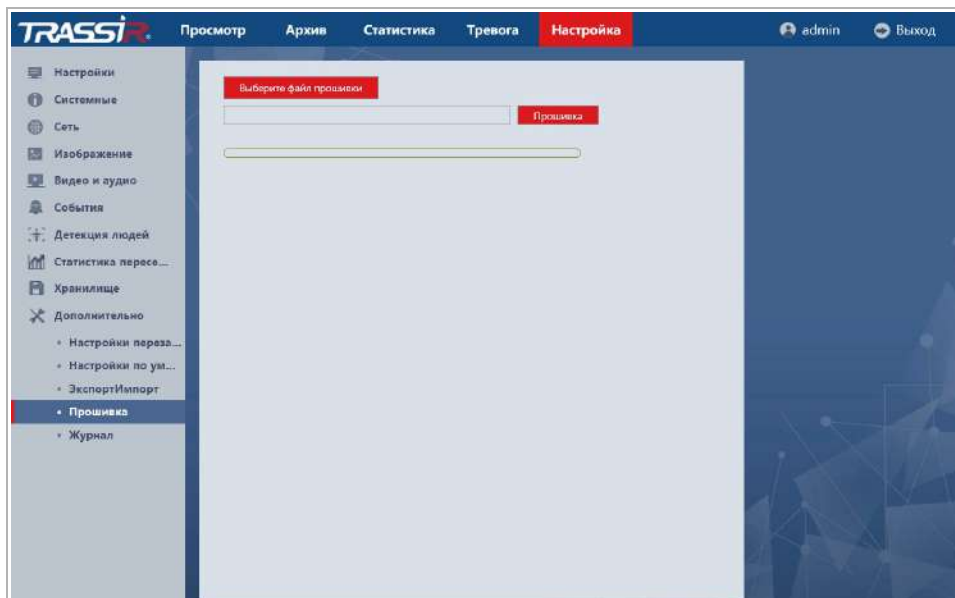 TRASSIR
Просмотр Архив Статистика Тревога Настройка admin Выход
Настройки
Системные
Сеть
Изображение
Видео и аудио
События
Детекция людей
Статистика пересе...
Хранилище
Дополнительно
Настройки переза...
Настройки по ум...
ЭкспортИмпорт
Прошивка
Журнал
Выберите файл прошивки
Прошивка